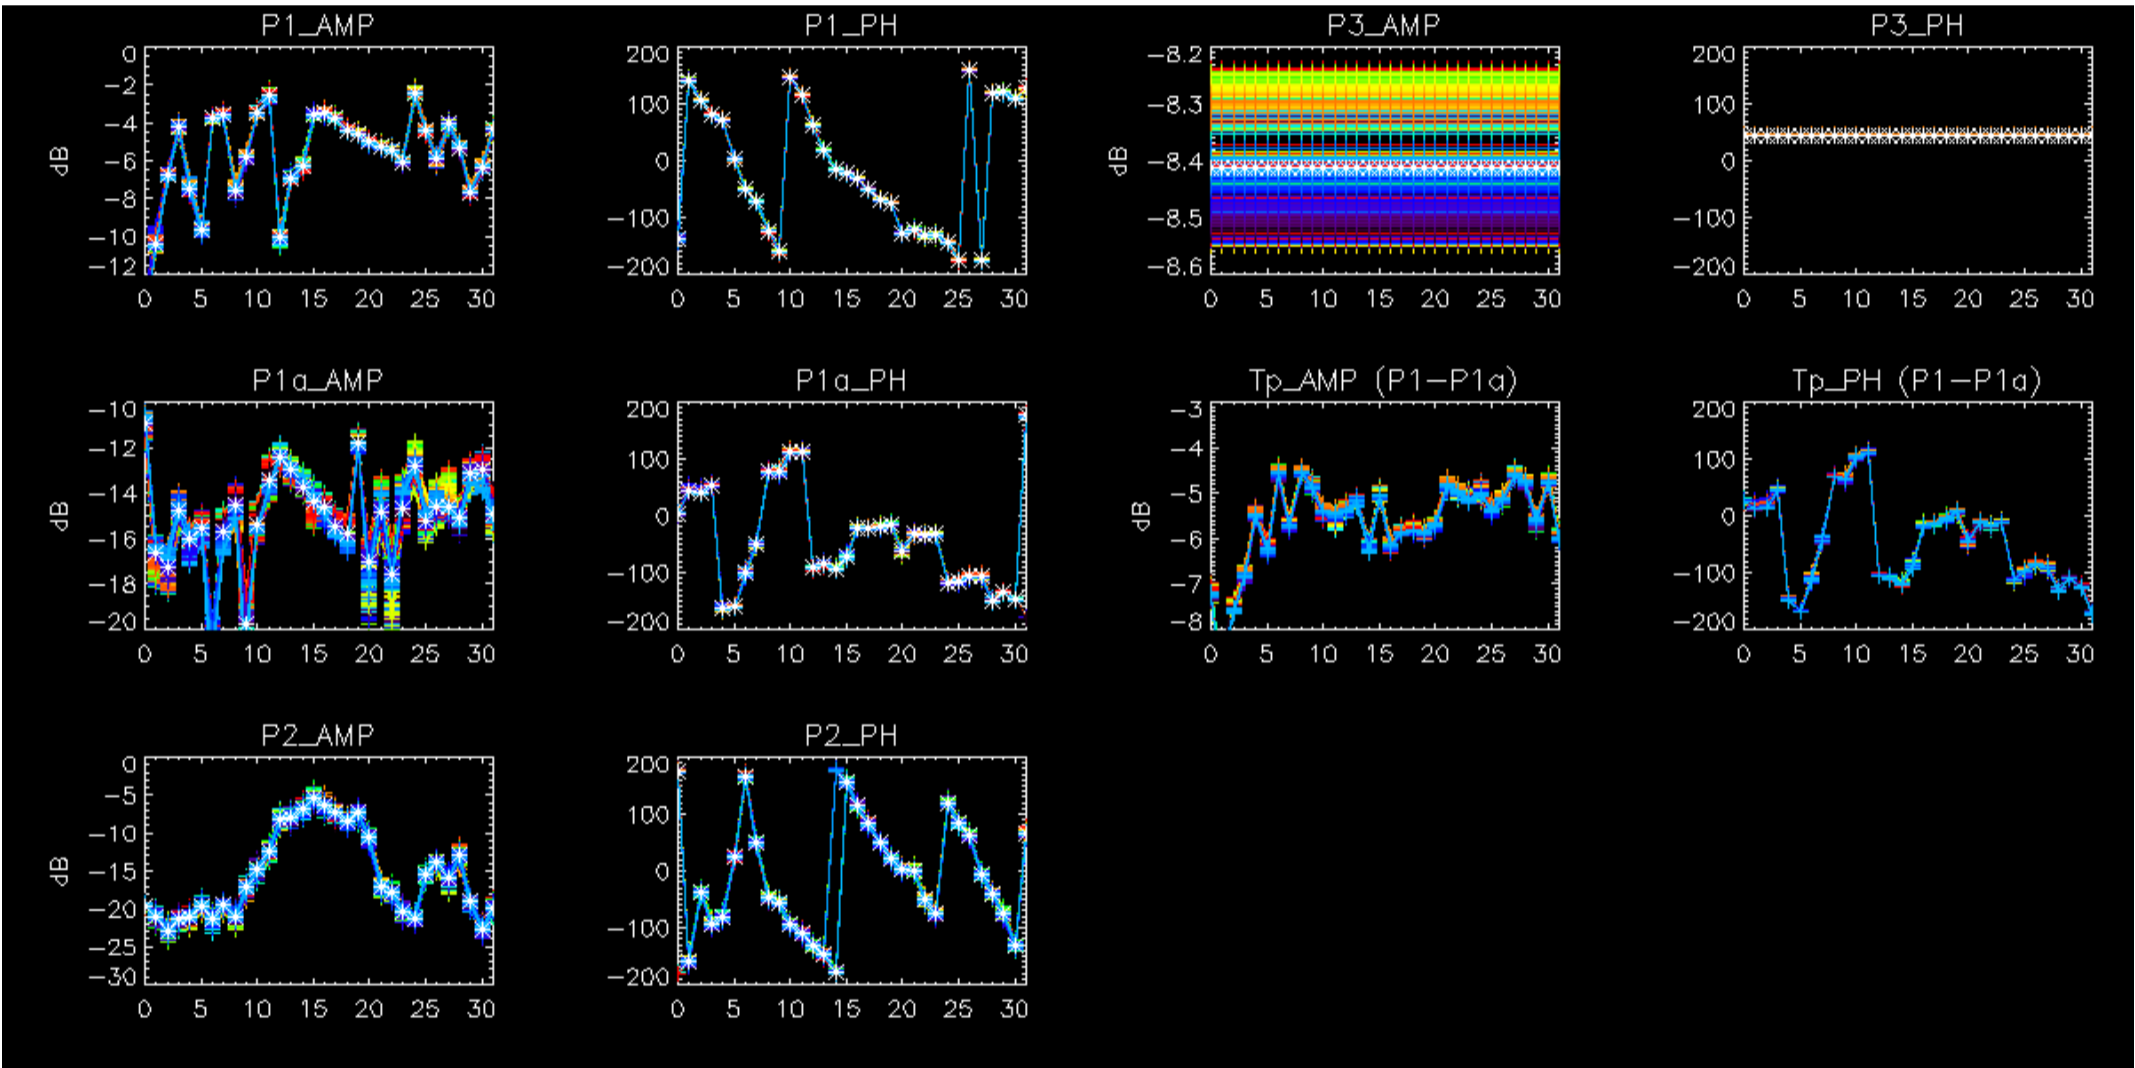 P1_AMP
0
−2
−4
−6
−8
−10
−12
dB
0 5 10 15 20 25 30
P1_PH
200
100
0
−100
−200
0 5 10 15 20 25 30
P3_AMP
−8.2
−8.3
−8.4
−8.5
−8.6
dB
0 5 10 15 20 25 30
P3_PH
200
100
0
−100
−200
0 5 10 15 20 25 30
P1a_AMP
−10
−12
−14
−16
−18
−20
dB
0 5 10 15 20 25 30
P1a_PH
200
100
0
−100
−200
0 5 10 15 20 25 30
Tp_AMP (P1−P1a)
−3
−4
−5
−6
−7
−8
dB
0 5 10 15 20 25 30
Tp_PH (P1−P1a)
200
100
0
−100
−200
0 5 10 15 20 25 30
P2_AMP
0
−5
−10
−15
−20
−25
−30
dB
0 5 10 15 20 25 30
P2_PH
200
100
0
−100
−200
0 5 10 15 20 25 30